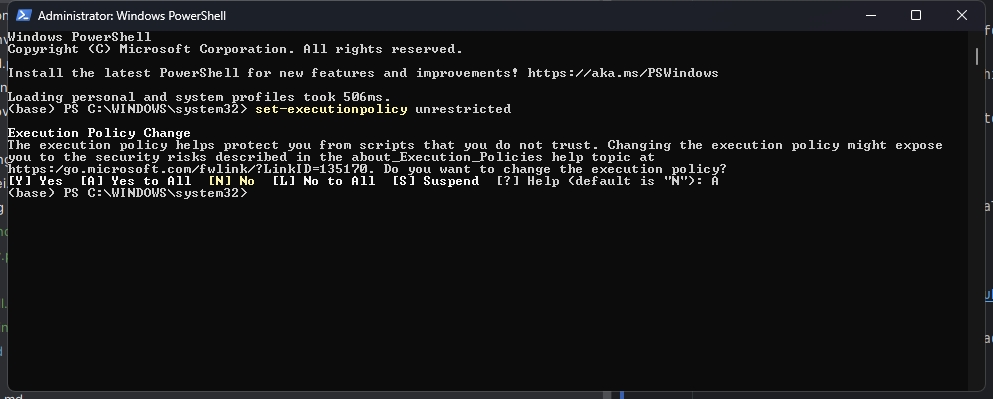 Administrator: Windows PowerShell
Windows PowerShell
Copyright (C) Microsoft Corporation. All rights reserved.
Install the latest PowerShell for new features and improvements! https://aka.ms/PSWindows
Loading personal and system profiles took 506ms.
(base) PS C:\WINDOWS\system32> set-executionpolicy unrestricted
Execution Policy Change
The execution policy helps protect you from scripts that you do not trust. Changing the execution policy might expose
you to the security risks described in the about_Execution_Policies help topic at
https:/go.microsoft.com/fwlink/?LinkID=135170. Do you want to change the execution policy?
[Y] Yes  [A] Yes to All  [N] No  [L] No to All  [S] Suspend  [?] Help (default is "N"): A
(base) PS C:\WINDOWS\system32>